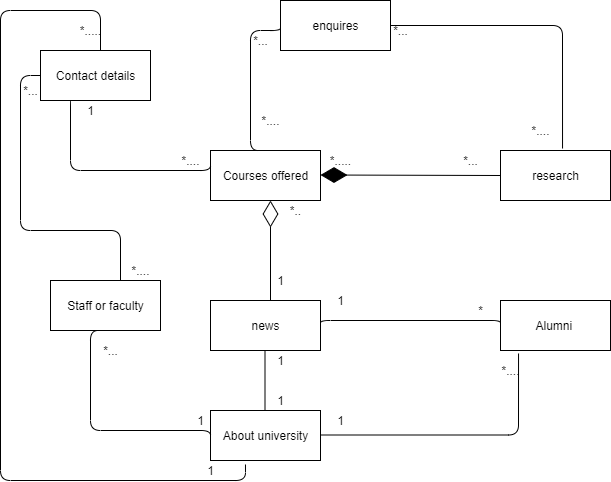 enquires
*.....
*...
*...
Contact details
*...
1
*....
*....
*....
*.....
*...
Courses offered
research
*..
*....
1
Staff or faculty
1
*
news
Alumni
*...
1
*....
1
1
1
About university
1